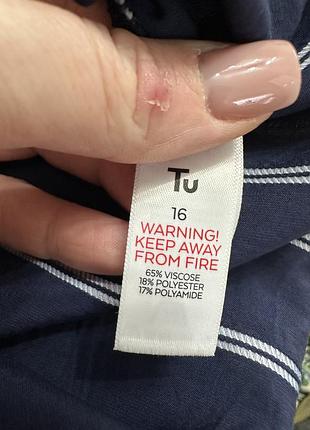 Tu
16
WARNING!
KEEP AWAY
FROM FIRE
65% VISCOSE
18% POLYESTER
17% POLYAMIDE